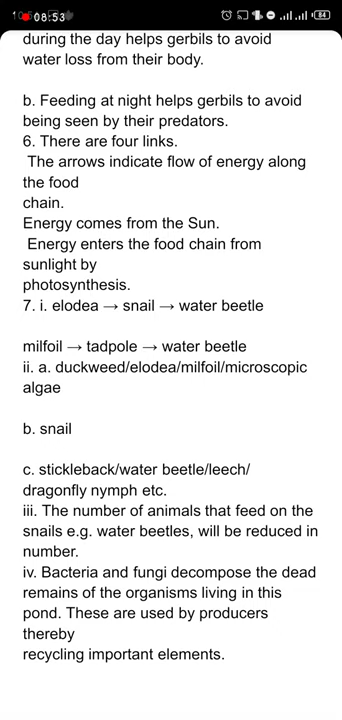 08:53
84
during the day helps gerbils to avoid
water loss from their body.
b. Feeding at night helps gerbils to avoid
being seen by their predators.
6. There are four links.
The arrows indicate flow of energy along
the food
chain.
Energy comes from the Sun.
Energy enters the food chain from
sunlight by
photosynthesis.
7. i. elodea → snail → water beetle
milfoil → tadpole → water beetle
ii. a. duckweed/elodea/milfoil/microscopic
algae
b. snail
c. stickleback/water beetle/leech/
dragonfly nymph etc.
iii. The number of animals that feed on the
snails e.g. water beetles, will be reduced in
number.
iv. Bacteria and fungi decompose the dead
remains of the organisms living in this
pond. These are used by producers
thereby
recycling important elements.